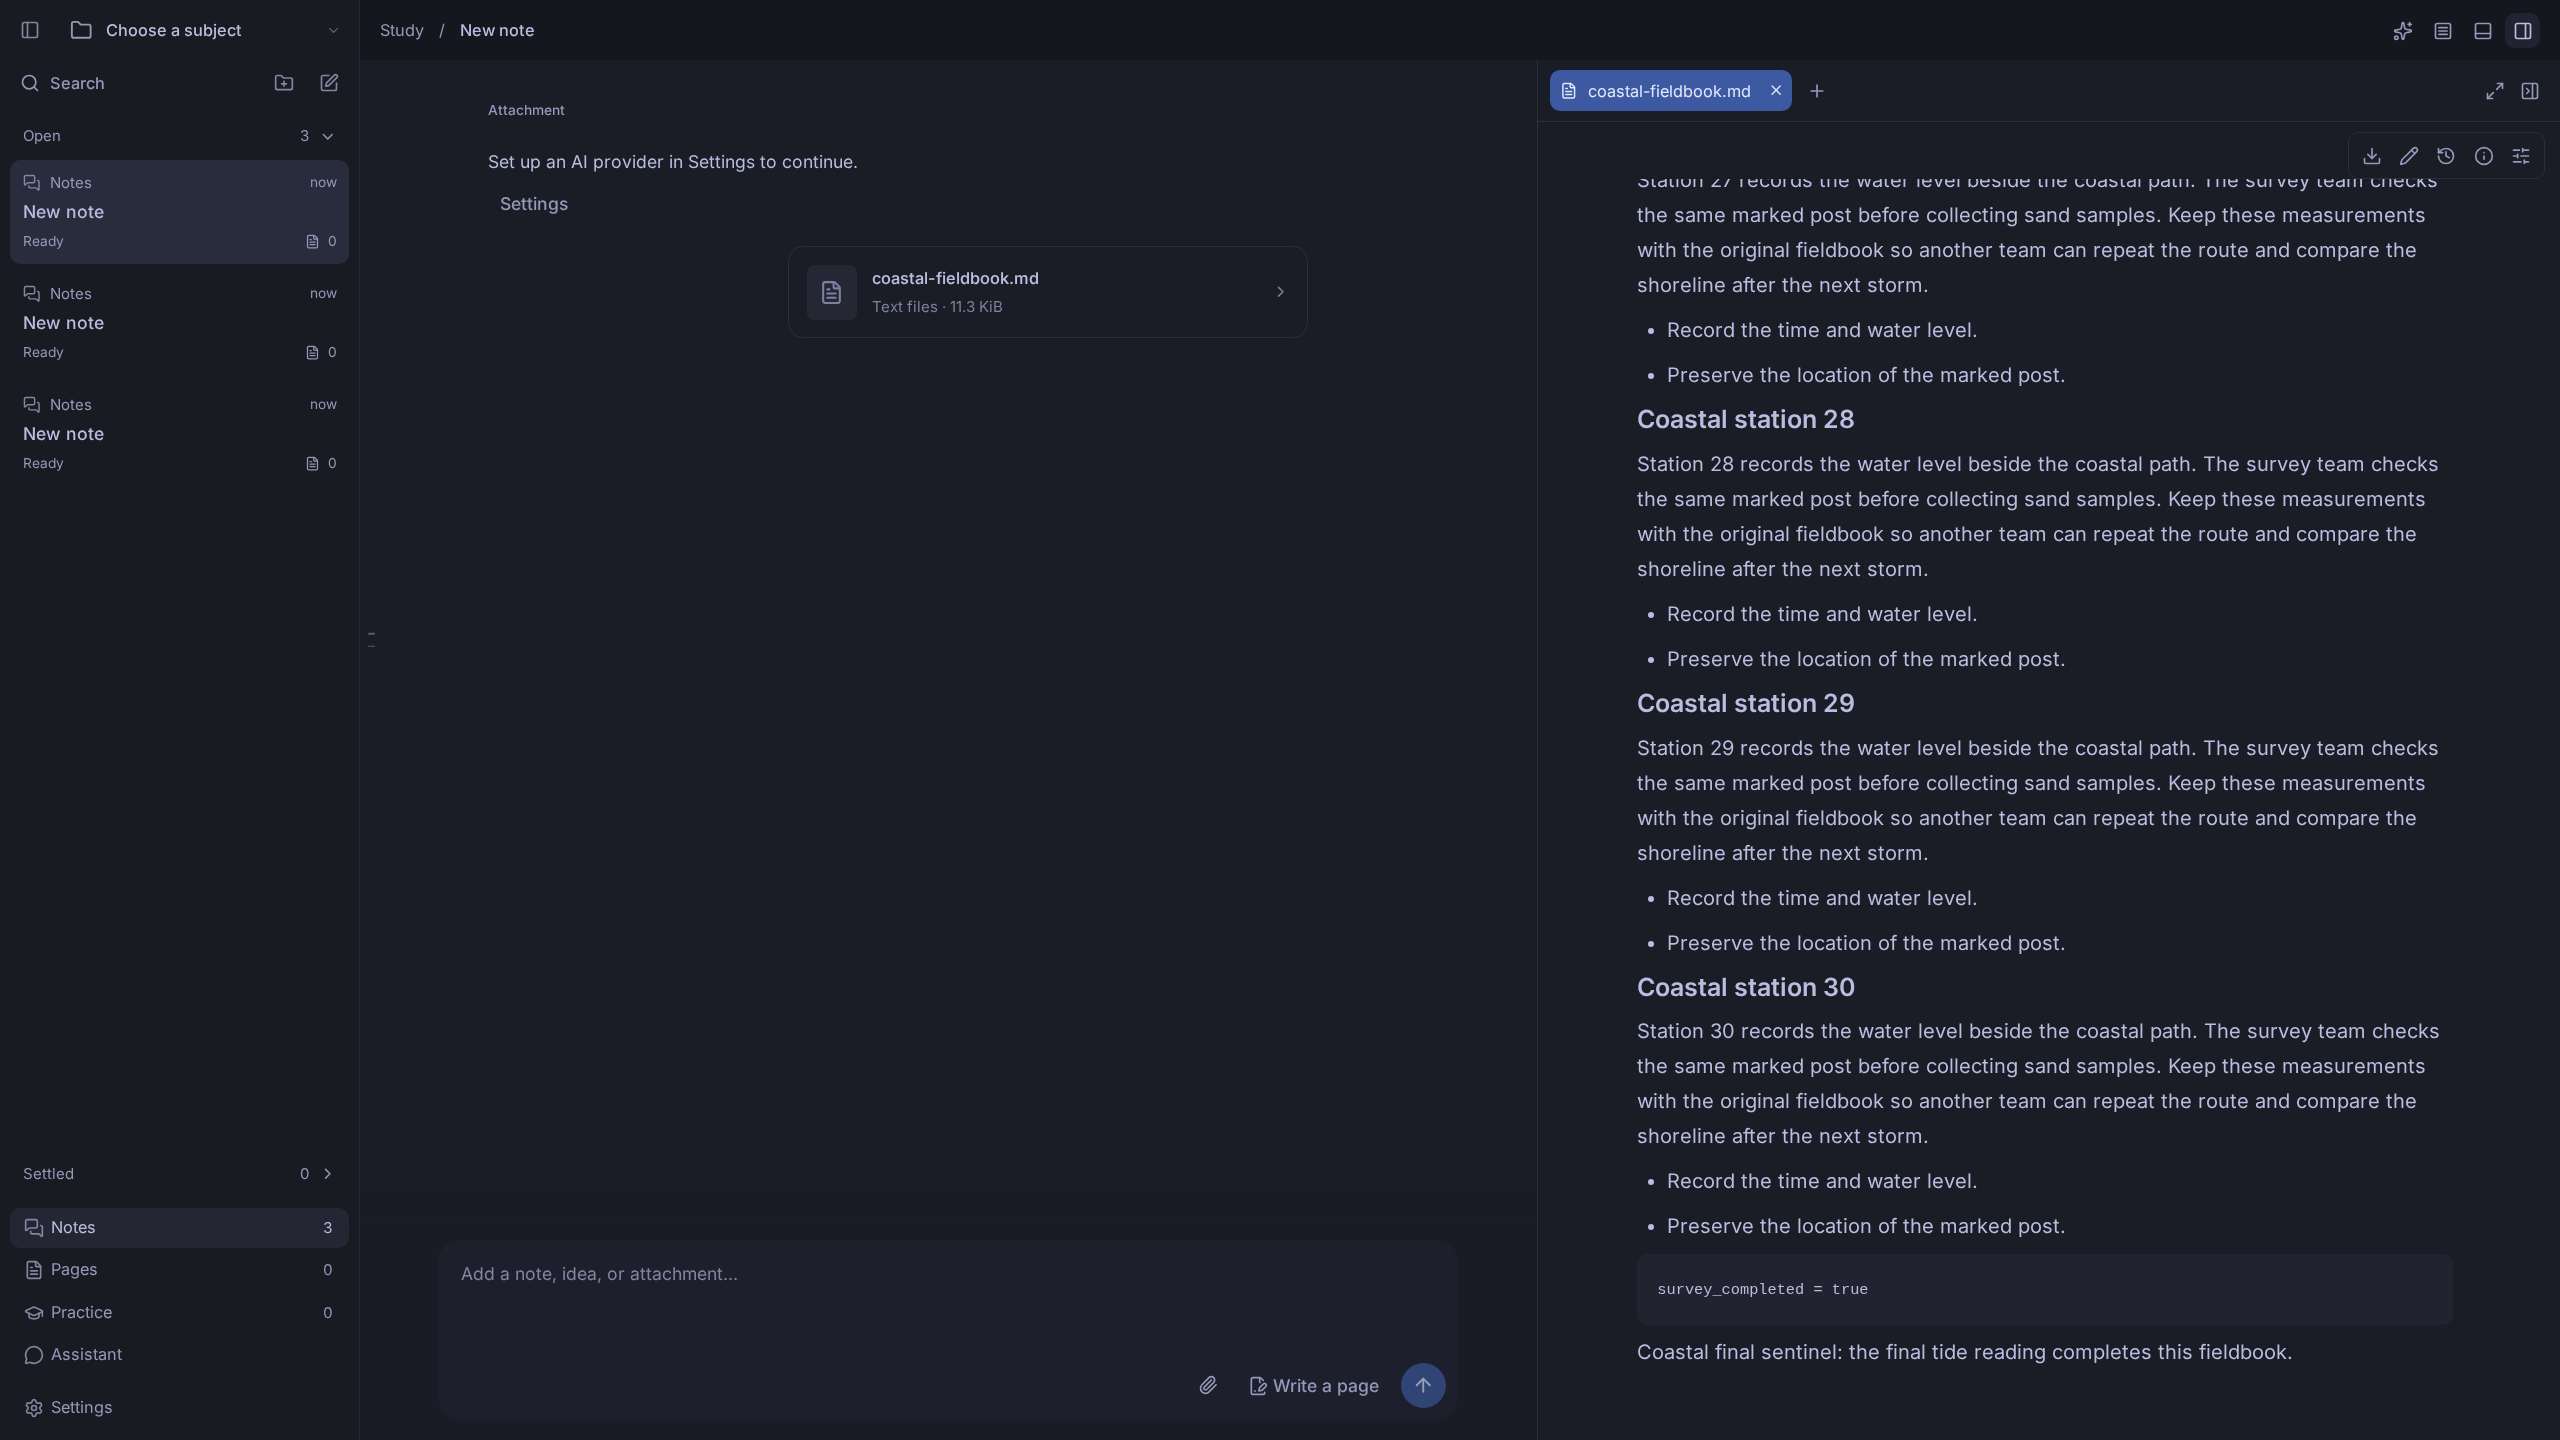 Choose a subject
Search
Open 3
Notes now
New note
Ready 0
Notes now
New note
Ready 0
Notes now
New note
Ready 0
Settled 0
Notes 3
Pages 0
Practice 0
Assistant
Settings
Study / New note
Attachment
Set up an AI provider in Settings to continue.
Settings
coastal-fieldbook.md
Text files · 11.3 KiB
Add a note, idea, or attachment...
Write a page
coastal-fieldbook.md
Station 27 records the water level beside the coastal path. The survey team checks
the same marked post before collecting sand samples. Keep these measurements
with the original fieldbook so another team can repeat the route and compare the
shoreline after the next storm.
• Record the time and water level.
• Preserve the location of the marked post.
Coastal station 28
Station 28 records the water level beside the coastal path. The survey team checks
the same marked post before collecting sand samples. Keep these measurements
with the original fieldbook so another team can repeat the route and compare the
shoreline after the next storm.
• Record the time and water level.
• Preserve the location of the marked post.
Coastal station 29
Station 29 records the water level beside the coastal path. The survey team checks
the same marked post before collecting sand samples. Keep these measurements
with the original fieldbook so another team can repeat the route and compare the
shoreline after the next storm.
• Record the time and water level.
• Preserve the location of the marked post.
Coastal station 30
Station 30 records the water level beside the coastal path. The survey team checks
the same marked post before collecting sand samples. Keep these measurements
with the original fieldbook so another team can repeat the route and compare the
shoreline after the next storm.
• Record the time and water level.
• Preserve the location of the marked post.
survey_completed = true
Coastal final sentinel: the final tide reading completes this fieldbook.